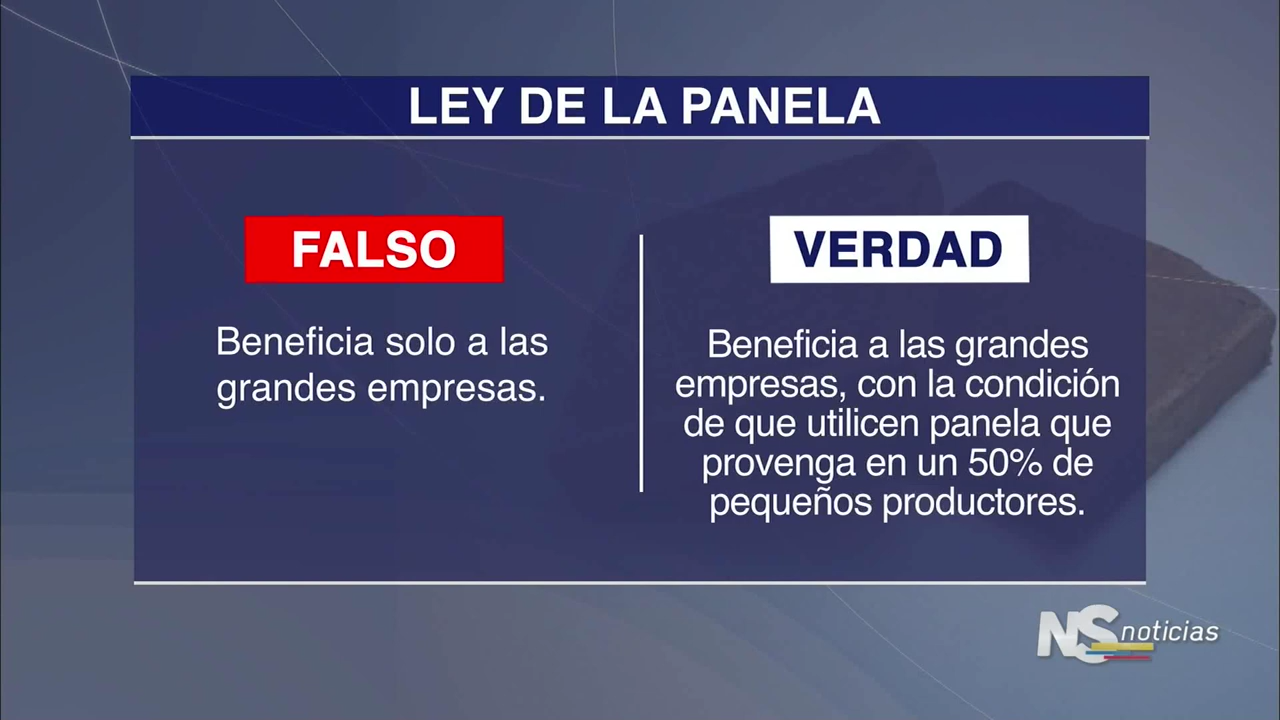 LEY DE LA PANELA
FALSO
Beneficia solo a las
grandes empresas.
VERDAD
Beneficia a las grandes
empresas, con la condición
de que utilicen panela que
provenga en un 50% de
pequeños productores.
NS noticias